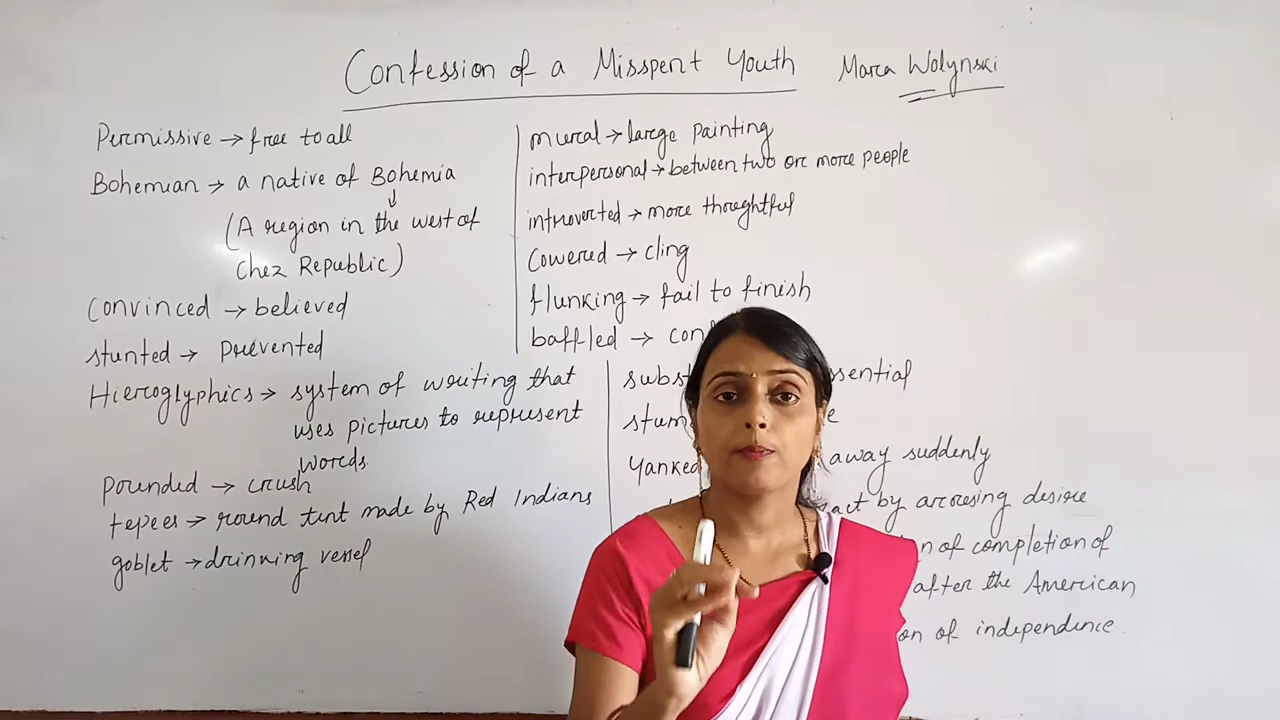 Confession of a Misspent Youth Mara Wolynski
Permissive → free to all
Bohemian → a native of Bohemia
(A region in the west of
Chez Republic)
Convinced → believed
stunted → prevented
Hieroglyphics → system of writing that
uses pictures to represent
words.
Pounded → crush
tepees → round tent made by Red Indians
goblet → drinking vessel
mural → large painting
interpersonal → between two or more people
introverted → more thoughtful
Cowered → cling
flunking → fail to finish
baffled →
Yanked away suddenly
act by arousing desire
of completion of
after the American
of independence